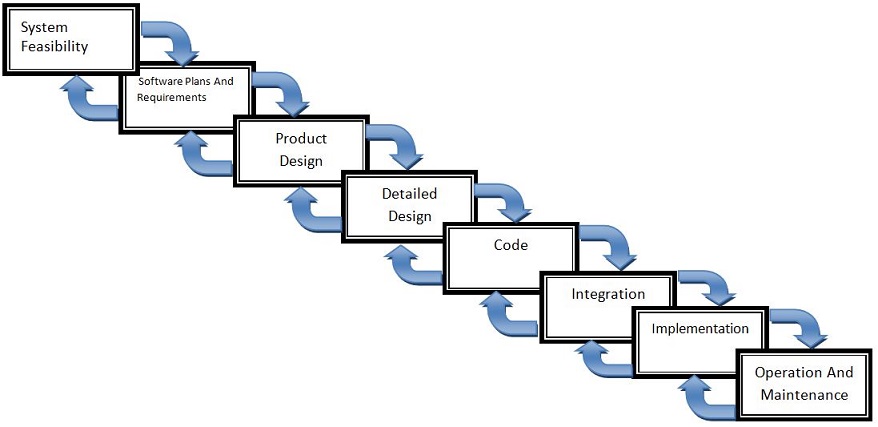 System
Feasibility
Software Plans And
Requirements
Product
Design
Detailed
Design
Code
Integration
Implementation
Operation And
Maintenance